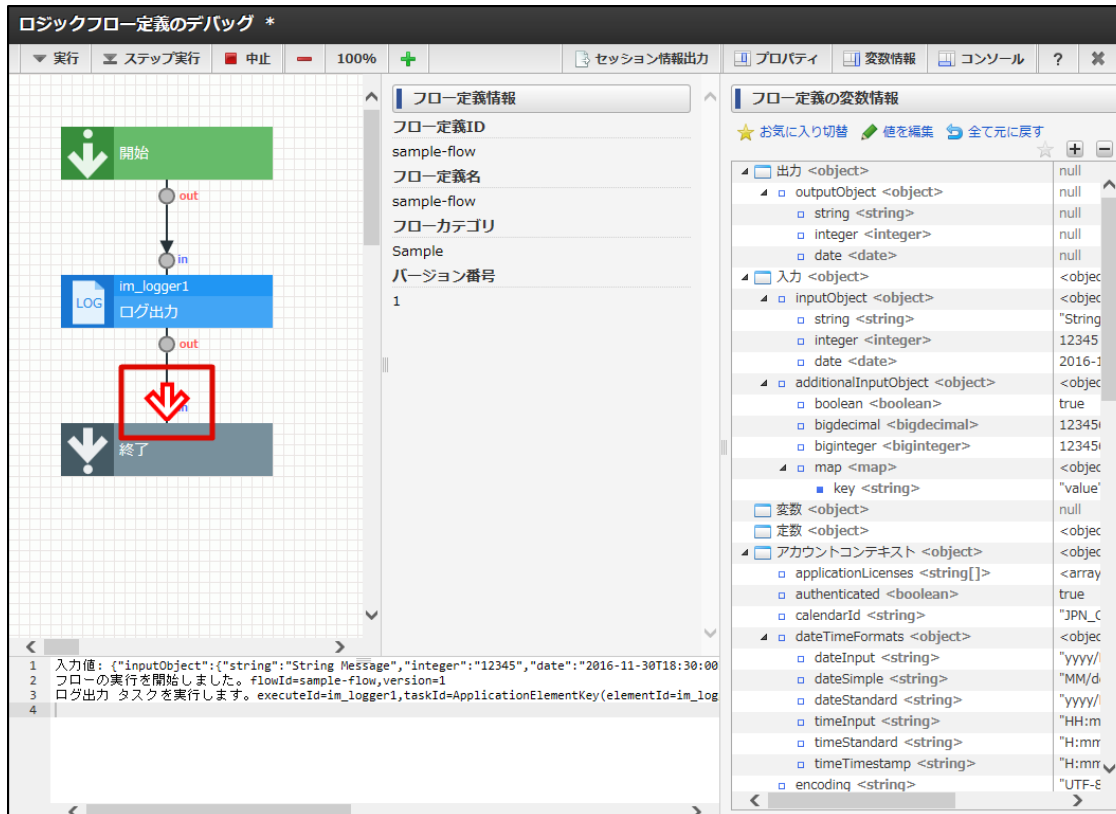 ロジックフロー定義のデバッグ *
実行 ステップ実行 中止 100% セッション情報出力 プロパティ 変数情報 コンソール ?
開始
out
in
im_logger1
LOG
ログ出力
out
終了
フロー定義情報
フロー定義ID
sample-flow
フロー定義名
sample-flow
フローカテゴリ
Sample
バージョン番号
1
フロー定義の変数情報
お気に入り切替 値を編集 全て元に戻す
出力 <object> null
outputObject <object> null
string <string> null
integer <integer> null
date <date> null
入力 <object> <objec
inputObject <object> <objec
string <string> "String
integer <integer> 12345
date <date> 2016-1
additionalInputObject <object> <objec
boolean <boolean> true
bigdecimal <bigdecimal> 12345
biginteger <biginteger> 12345
map <map> <objec
key <string> "value"
変数 <object> null
定数 <object> <objec
アカウントコンテキスト <object> <objec
applicationLicenses <string[]> <array
authenticated <boolean> true
calendarId <string> "JPN_C
dateTimeFormats <object> <objec
dateInput <string> "yyyy/
dateSimple <string> "MM/d
dateStandard <string> "yyyy/
timeInput <string> "HH:m
timeStandard <string> "H:mm
timeTimestamp <string> "H:mm
encoding <string> "UTF-8
1 入力値: {"inputObject":{"string":"String Message","integer":"12345","date":"2016-11-30T18:30:00
2 フローの実行を開始しました。flowId=sample-flow,version=1
3 ログ出力 タスクを実行します。executeId=im_logger1,taskId=ApplicationElementKey(elementId=im_log
4